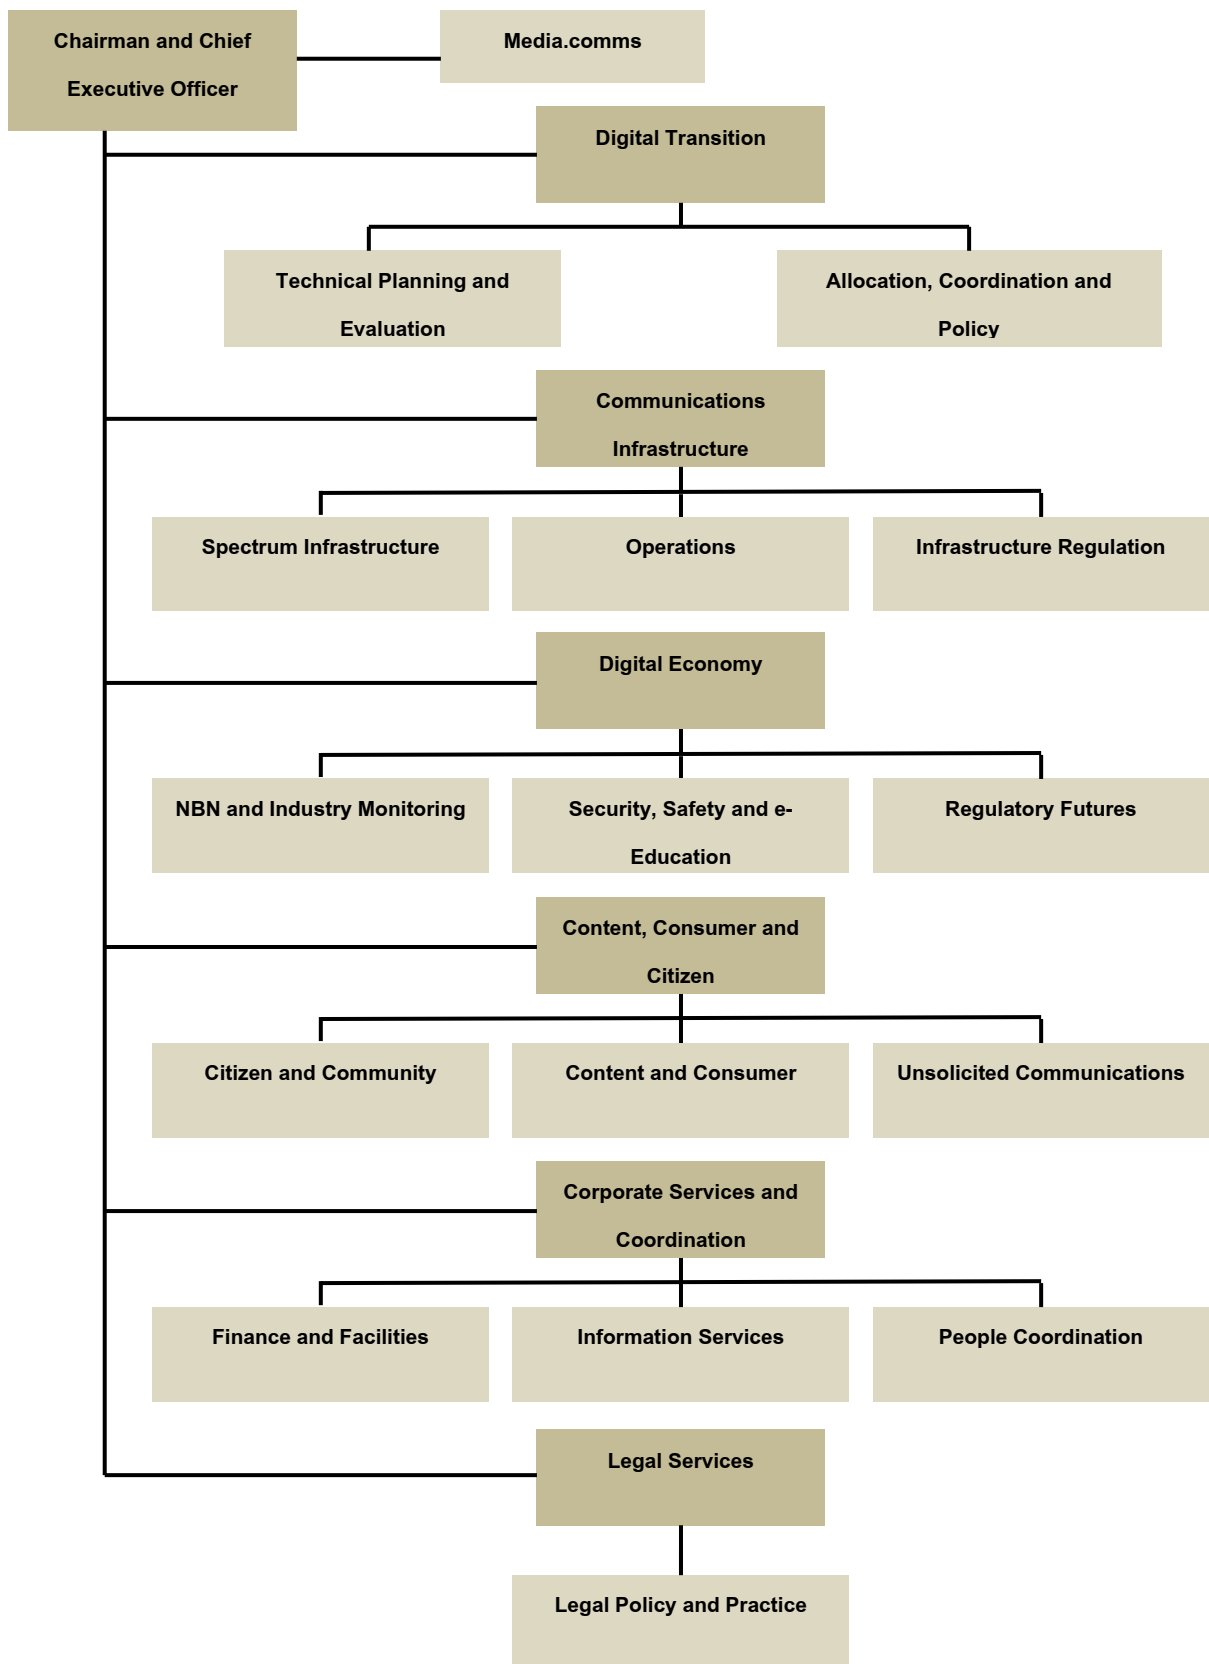 Chairman and Chief
Executive Officer
Media.comms
Digital Transition
Technical Planning and
Evaluation
Allocation, Coordination and
Policy
Communications
Infrastructure
Spectrum Infrastructure
Operations
Infrastructure Regulation
Digital Economy
NBN and Industry Monitoring
Security, Safety and e-
Education
Regulatory Futures
Content, Consumer and
Citizen
Citizen and Community
Content and Consumer
Unsolicited Communications
Corporate Services and
Coordination
Finance and Facilities
Information Services
People Coordination
Legal Services
Legal Policy and Practice